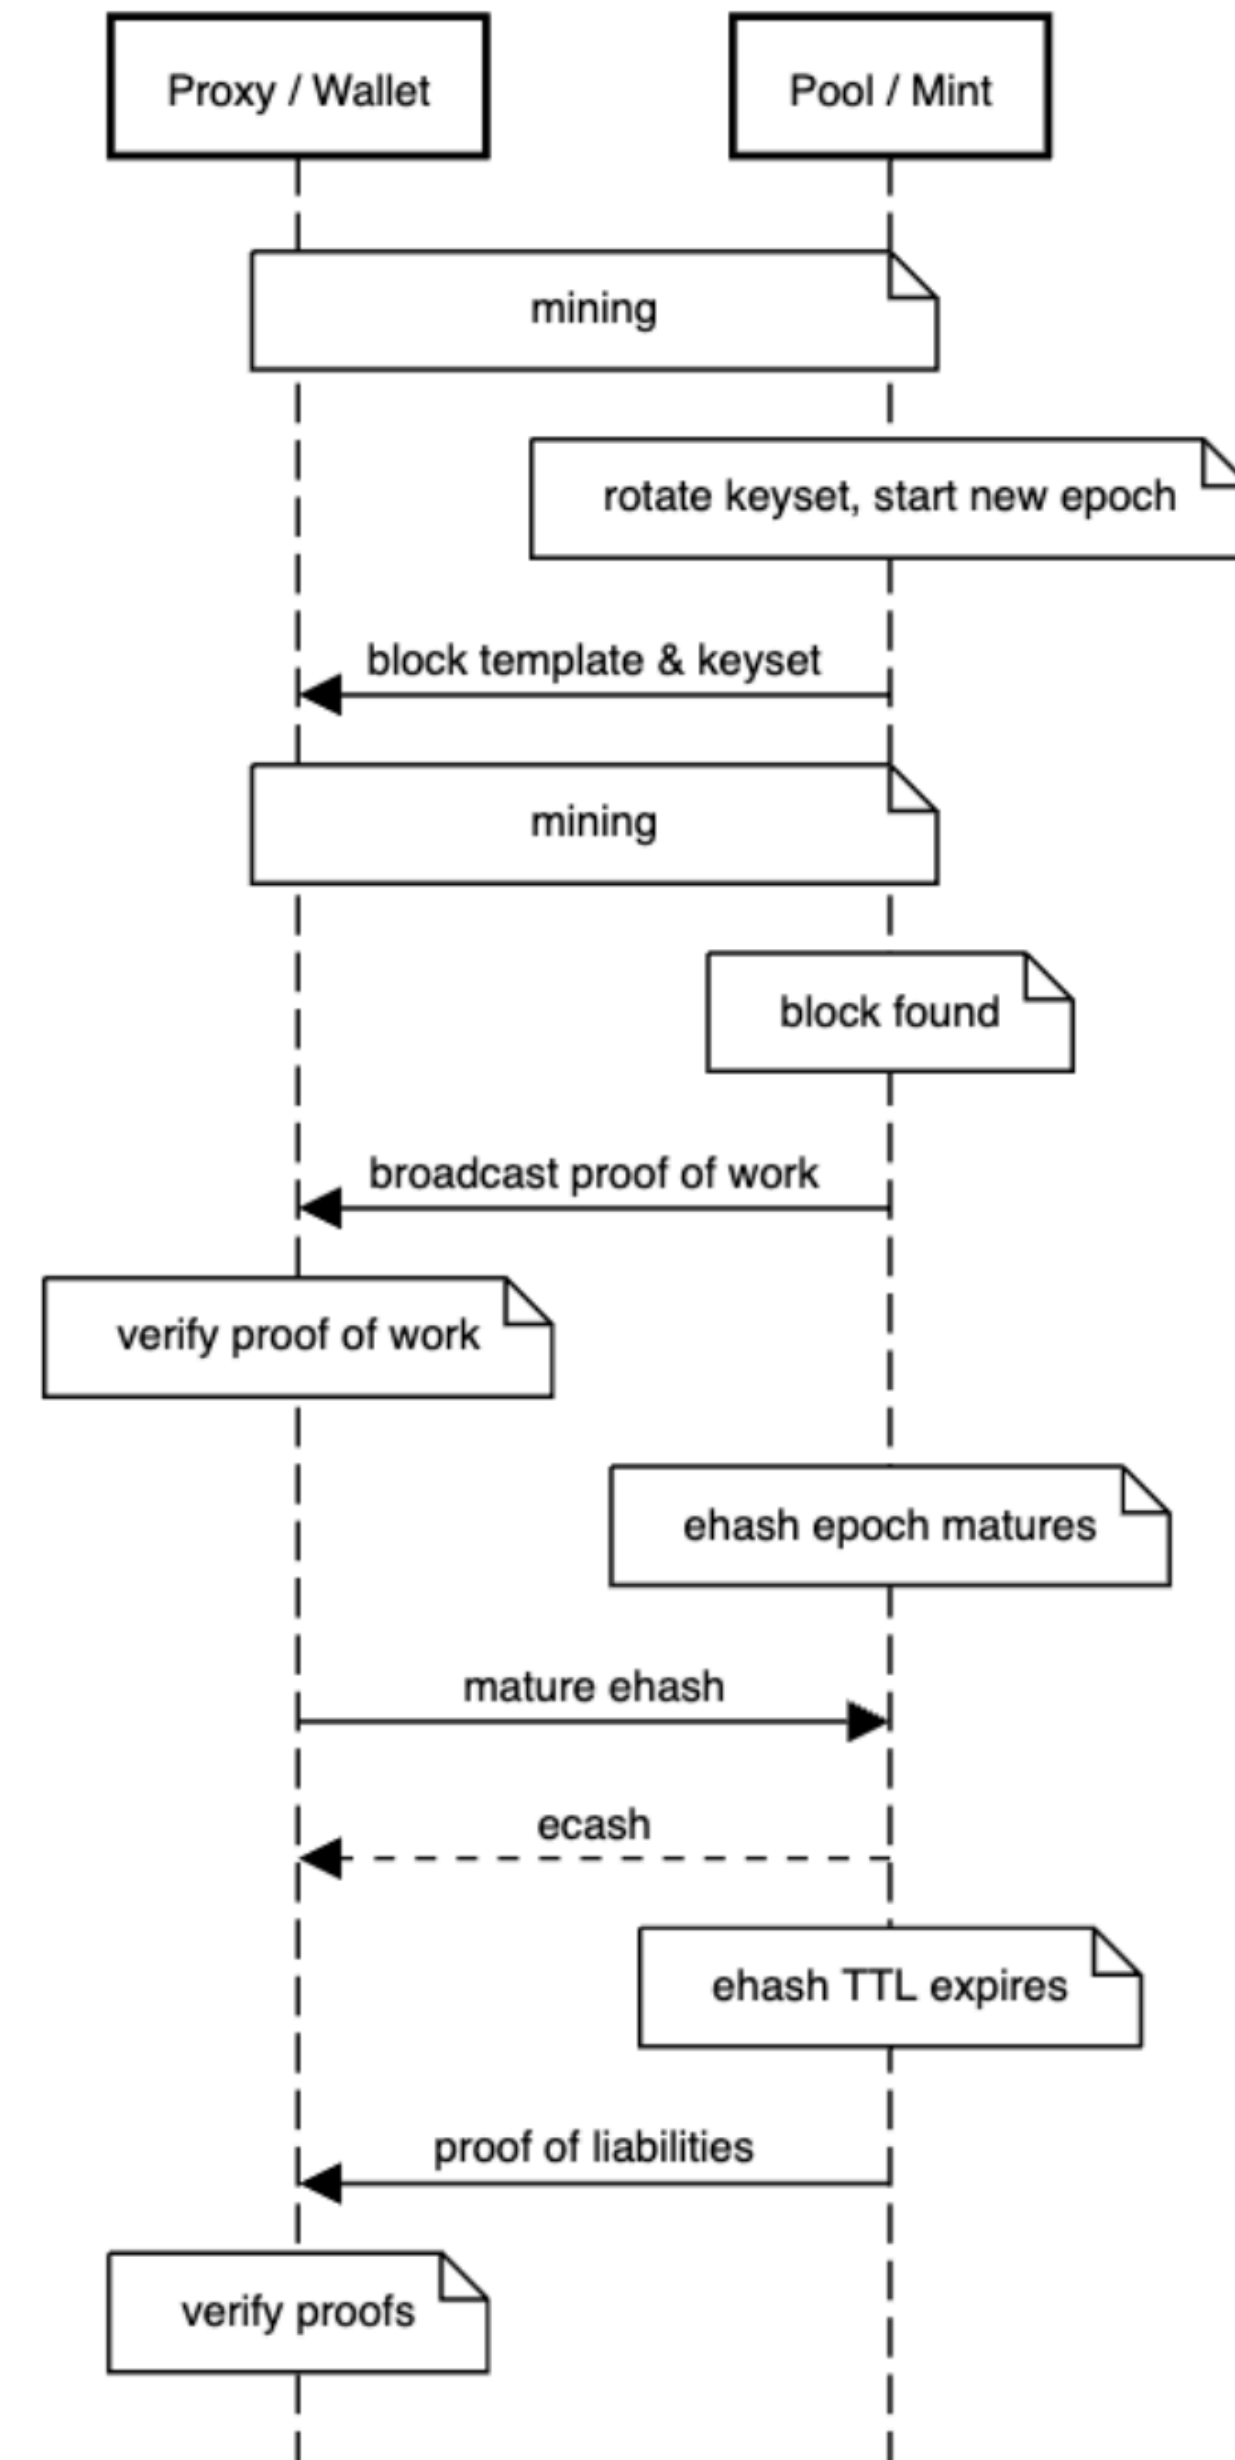 Proxy / Wallet
Pool / Mint
mining
rotate keyset, start new epoch
block template & keyset
mining
block found
broadcast proof of work
verify proof of work
ehash epoch matures
mature ehash
ecash
ehash TTL expires
proof of liabilities
verify proofs